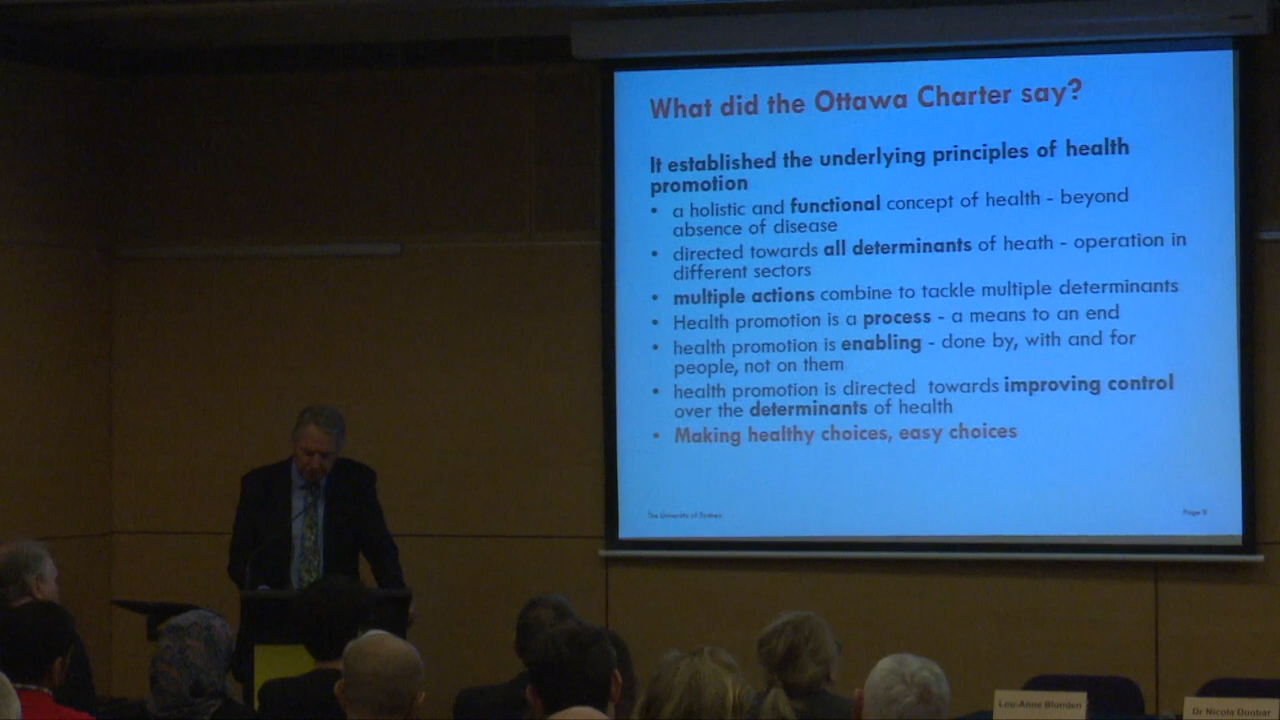 What did the Ottawa Charter say?
It established the underlying principles of health
promotion
• a holistic and functional concept of health - beyond
absence of disease
• directed towards all determinants of heath - operation in
different sectors
• multiple actions combine to tackle multiple determinants
• Health promotion is a process - a means to an end
• health promotion is enabling - done by, with and for
people, not on them
• health promotion is directed towards improving control
over the determinants of health
• Making healthy choices, easy choices
The University of Sydney
Page 8
Lou-Anne Blunden
Dr Nicola Dunbar